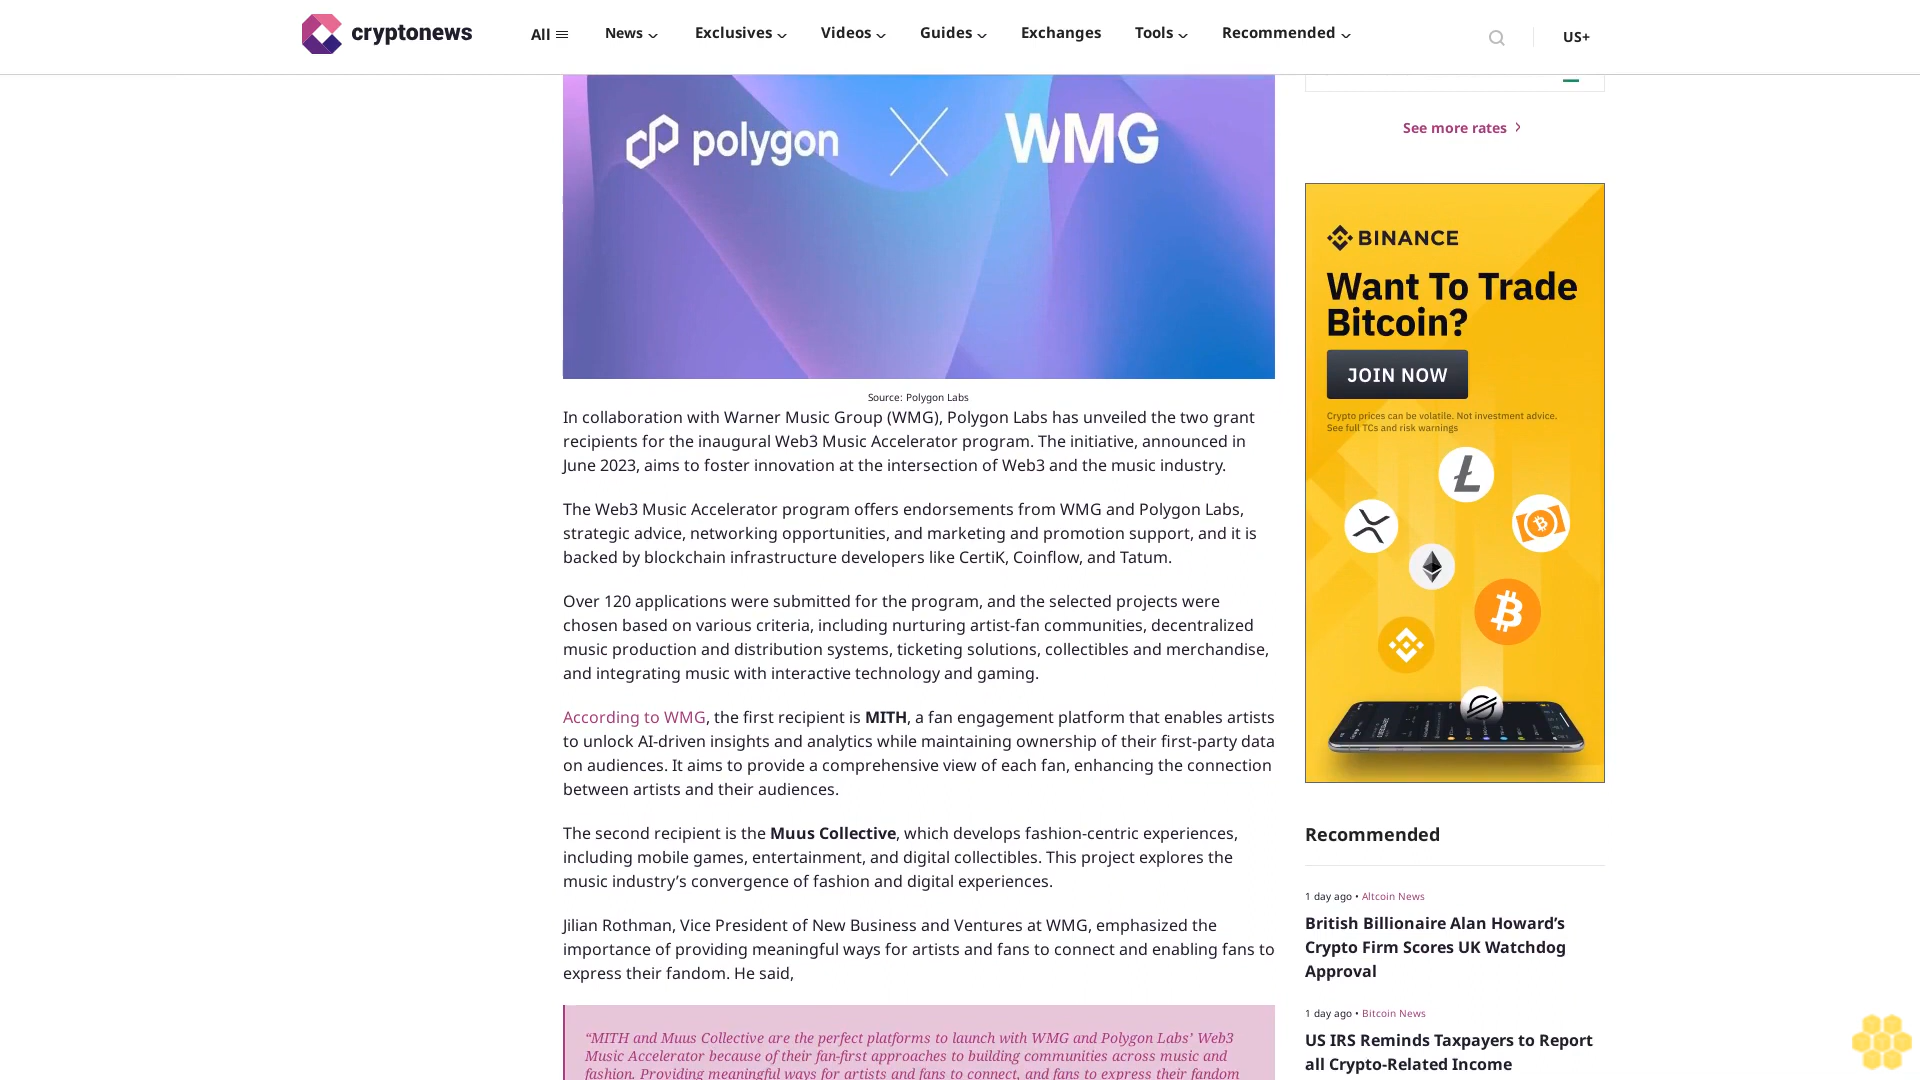 cryptonews
All
News
Exclusives
Videos
Guides
Exchanges
Tools
Recommended
US+
polygon
WMG
Source: Polygon Labs
In collaboration with Warner Music Group (WMG), Polygon Labs has unveiled the two grant
recipients for the inaugural Web3 Music Accelerator program. The initiative, announced in
June 2023, aims to foster innovation at the intersection of Web3 and the music industry.
The Web3 Music Accelerator program offers endorsements from WMG and Polygon Labs,
strategic advice, networking opportunities, and marketing and promotion support, and it is
backed by blockchain infrastructure developers like CertiK, Coinflow, and Tatum.
Over 120 applications were submitted for the program, and the selected projects were
chosen based on various criteria, including nurturing artist-fan communities, decentralized
music production and distribution systems, ticketing solutions, collectibles and merchandise,
and integrating music with interactive technology and gaming.
According to WMG, the first recipient is MITH, a fan engagement platform that enables artists
to unlock AI-driven insights and analytics while maintaining ownership of their first-party data
on audiences. It aims to provide a comprehensive view of each fan, enhancing the connection
between artists and their audiences.
The second recipient is the Muus Collective, which develops fashion-centric experiences,
including mobile games, entertainment, and digital collectibles. This project explores the
music industry’s convergence of fashion and digital experiences.
Jilian Rothman, Vice President of New Business and Ventures at WMG, emphasized the
importance of providing meaningful ways for artists and fans to connect and enabling fans to
express their fandom. He said,
“MITH and Muus Collective are the perfect platforms to launch with WMG and Polygon Labs’ Web3
Music Accelerator because of their fan-first approaches to building communities across music and
fashion. Providing meaningful ways for artists and fans to connect, and fans to express their fandom
See more rates
BINANCE
Want To Trade
Bitcoin?
JOIN NOW
Crypto prices can be volatile. Not investment advice.
See full TCs and risk warnings
Recommended
1 day ago • Altcoin News
British Billionaire Alan Howard’s
Crypto Firm Scores UK Watchdog
Approval
1 day ago • Bitcoin News
US IRS Reminds Taxpayers to Report
all Crypto-Related Income